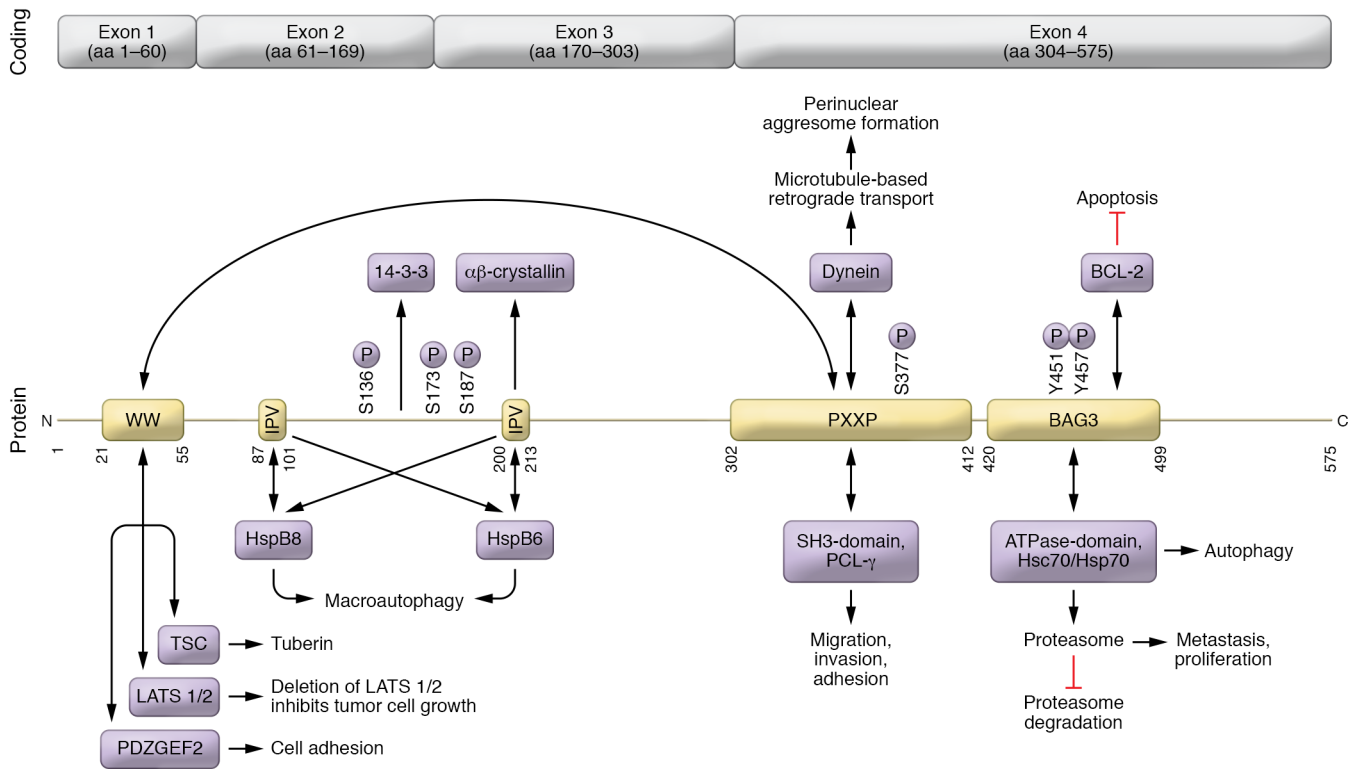 Coding
Exon 1
(aa 1–60)
Exon 2
(aa 61–169)
Exon 3
(aa 170–303)
Exon 4
(aa 304–575)
Perinuclear
aggresome formation
Microtubule-based
retrograde transport
Apoptosis
14-3-3
αβ-crystallin
Dynein
BCL-2
P
S136
P
S173
P
S187
P
S377
P
Y451
P
Y457
Protein
N
WW
IPV
IPV
PXXP
BAG3
C
1
21
55
87
101
200
213
302
412
420
499
575
HspB8
HspB6
SH3-domain,
PCL-γ
ATPase-domain,
Hsc70/Hsp70
Autophagy
Macroautophagy
TSC
Tuberin
Migration,
invasion,
adhesion
Proteasome
Metastasis,
proliferation
LATS 1/2
Deletion of LATS 1/2
inhibits tumor cell growth
Proteasome
degradation
PDZGEF2
Cell adhesion